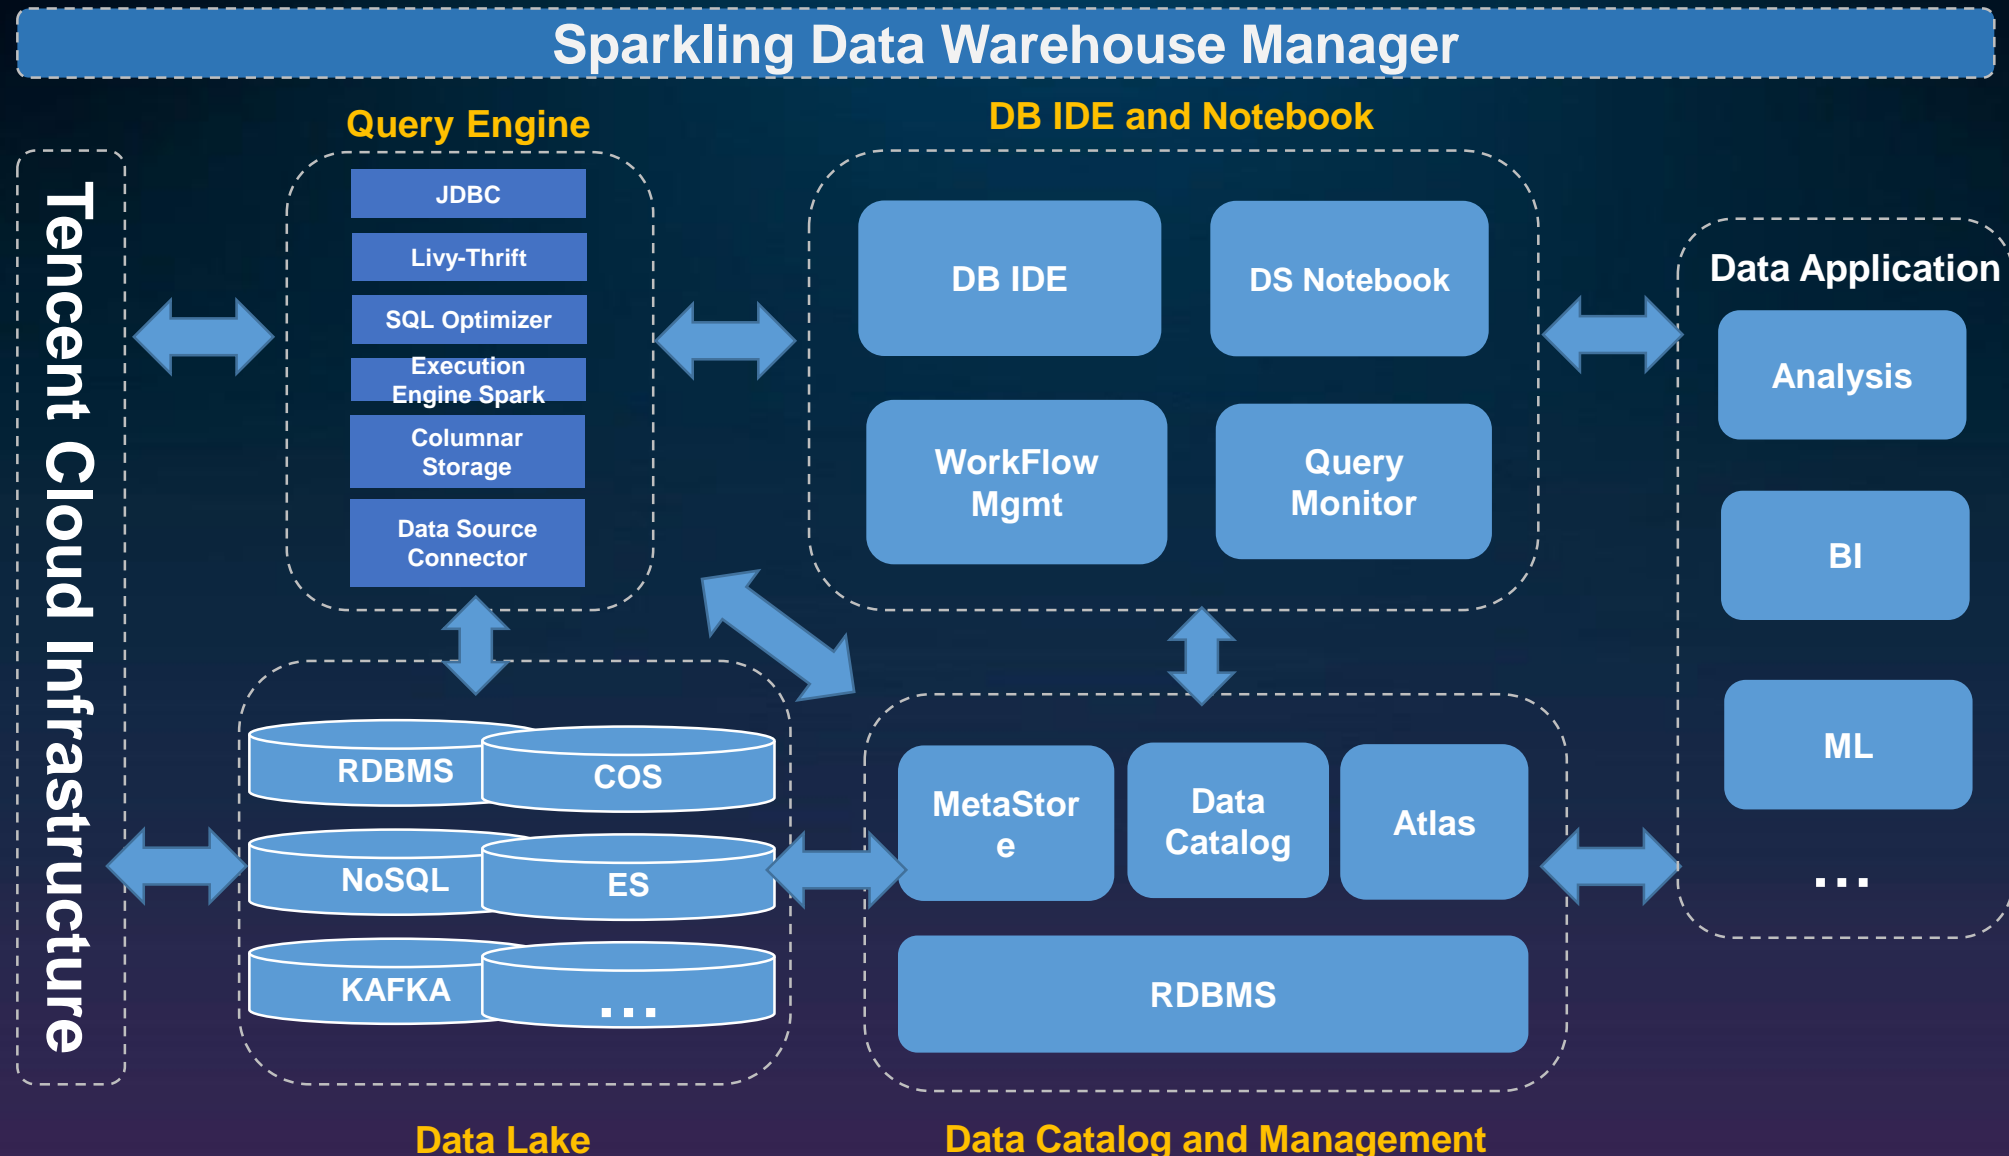 Sparkling Data Warehouse Manager
Tencent Cloud Infrastructure
Query Engine
JDBC
Livy-Thrift
SQL Optimizer
Execution
Engine Spark
Columnar
Storage
Data Source
Connector
DB IDE and Notebook
DB IDE
DS Notebook
WorkFlow
Mgmt
Query
Monitor
Data Application
Analysis
BI
ML
...
RDBMS
COS
NoSQL
ES
KAFKA
...
Data Lake
MetaStor
e
Data
Catalog
Atlas
RDBMS
Data Catalog and Management